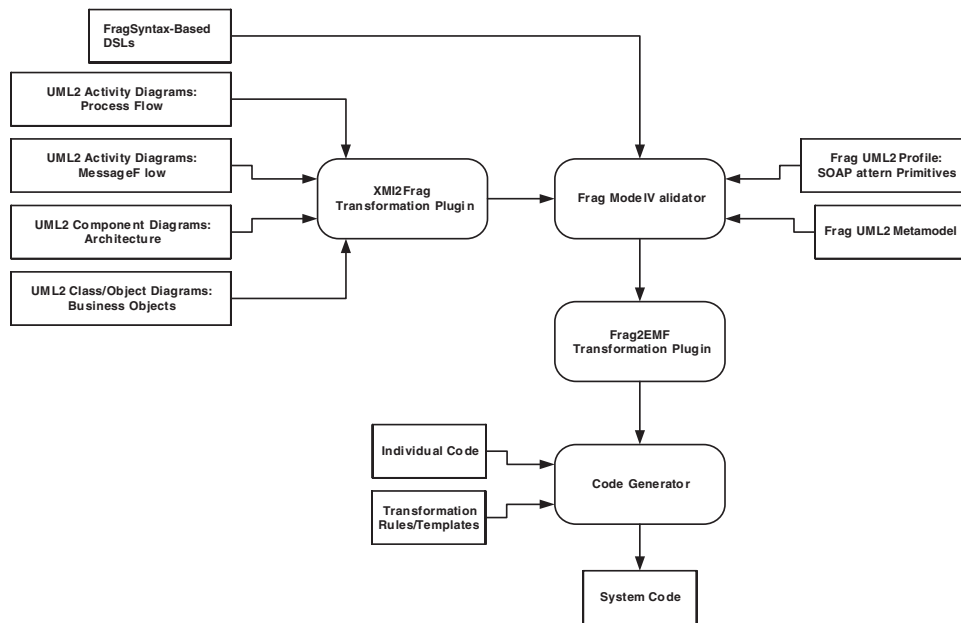 FragSyntax-Based
DSLs
UML2 Activity Diagrams:
Process Flow
UML2 Activity Diagrams:
MessageF low
UML2 Component Diagrams:
Architecture
UML2 Class/Object Diagrams:
Business Objects
XMI2Frag
Transformation Plugin
Frag ModelV alidator
Frag UML2 Profile:
SOAP attern Primitives
Frag UML2 Metamodel
Frag2EMF
Transformation Plugin
Individual Code
Transformation
Rules/Templates
Code Generator
System Code